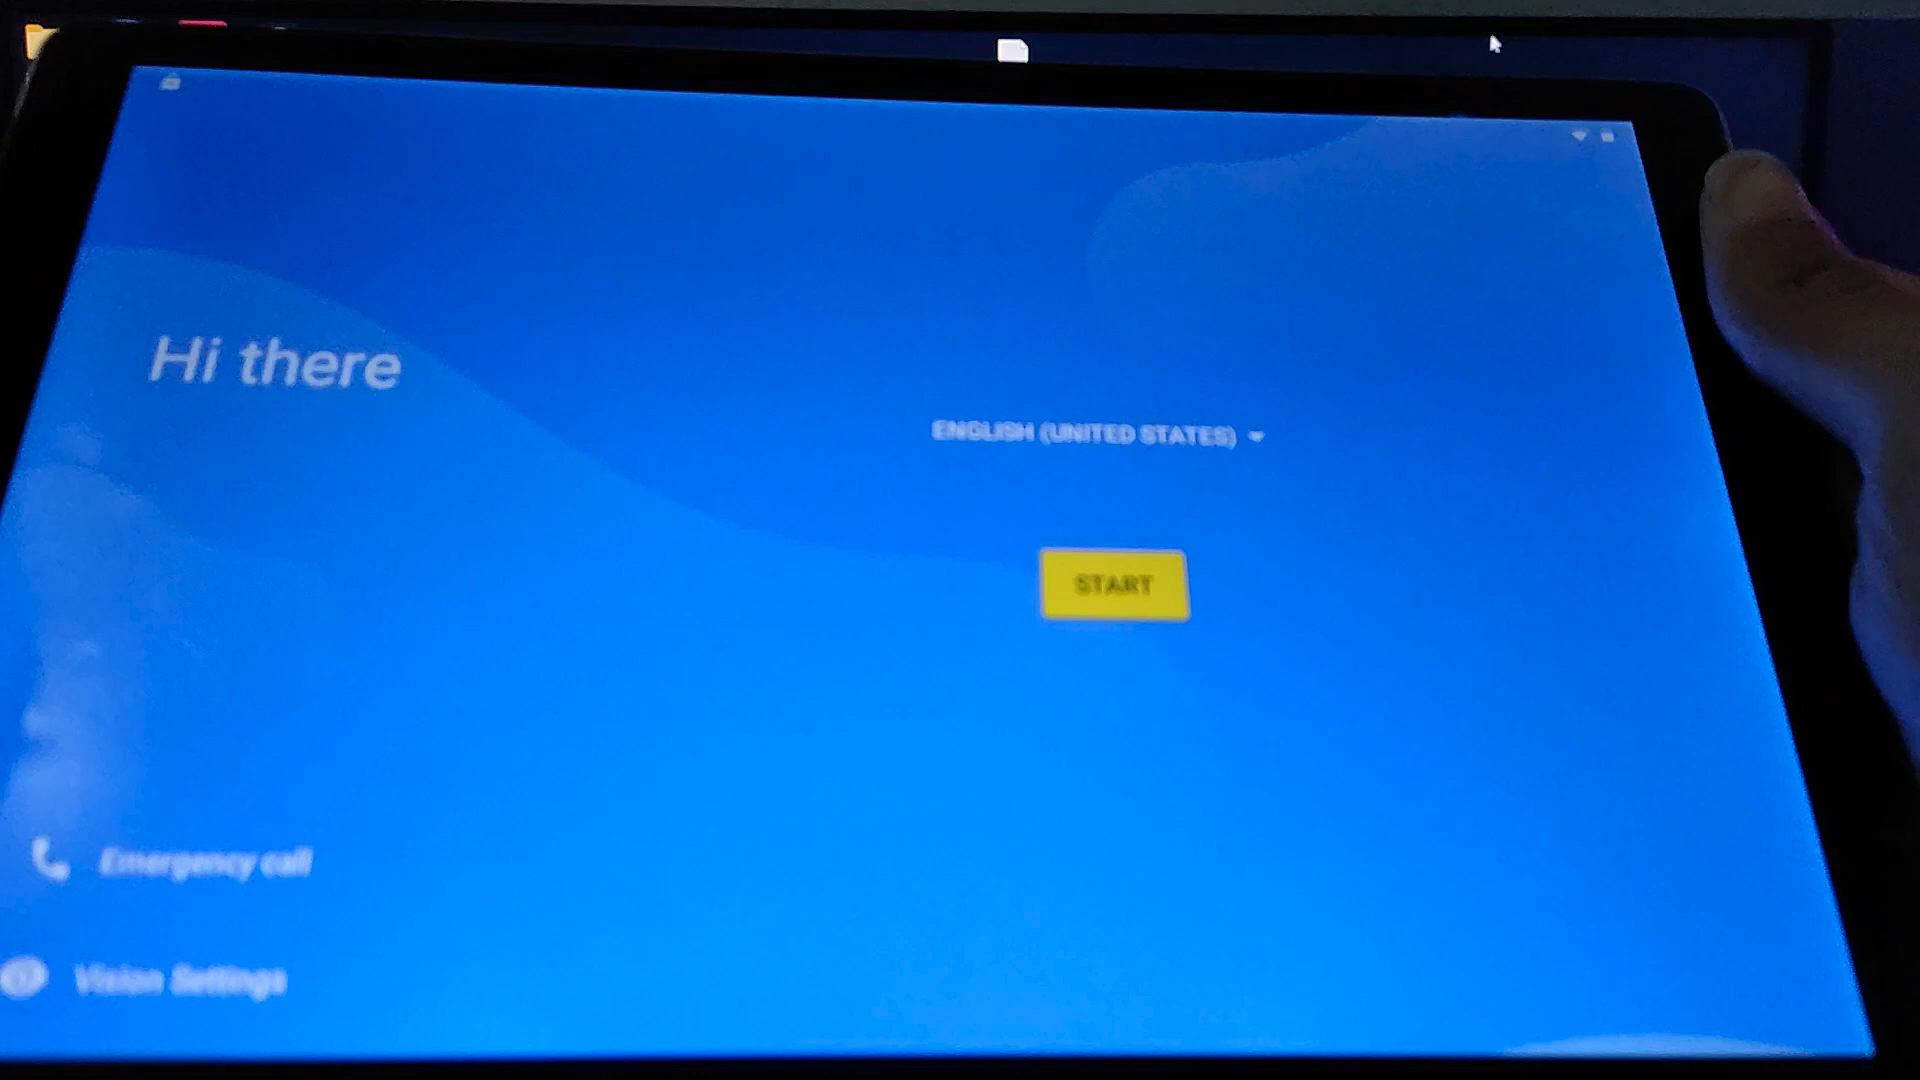 Hi there
ENGLISH (UNITED STATES)
START
Emergency call
Vision Settings